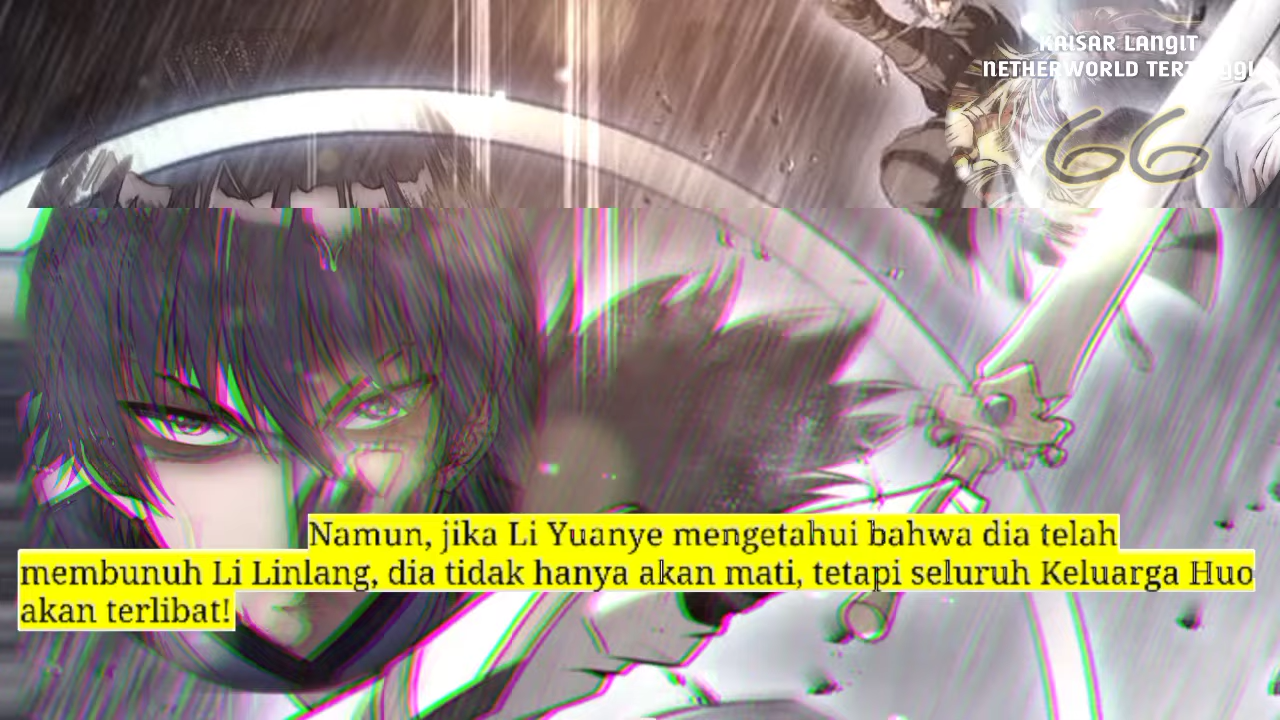 KAISAR LANGIT
NETHERWORLD TERTINGGI
66
Namun, jika Li Yuanye mengetahui bahwa dia telah
membunuh Li Linlang, dia tidak hanya akan mati, tetapi seluruh Keluarga Huo
akan terlibat!